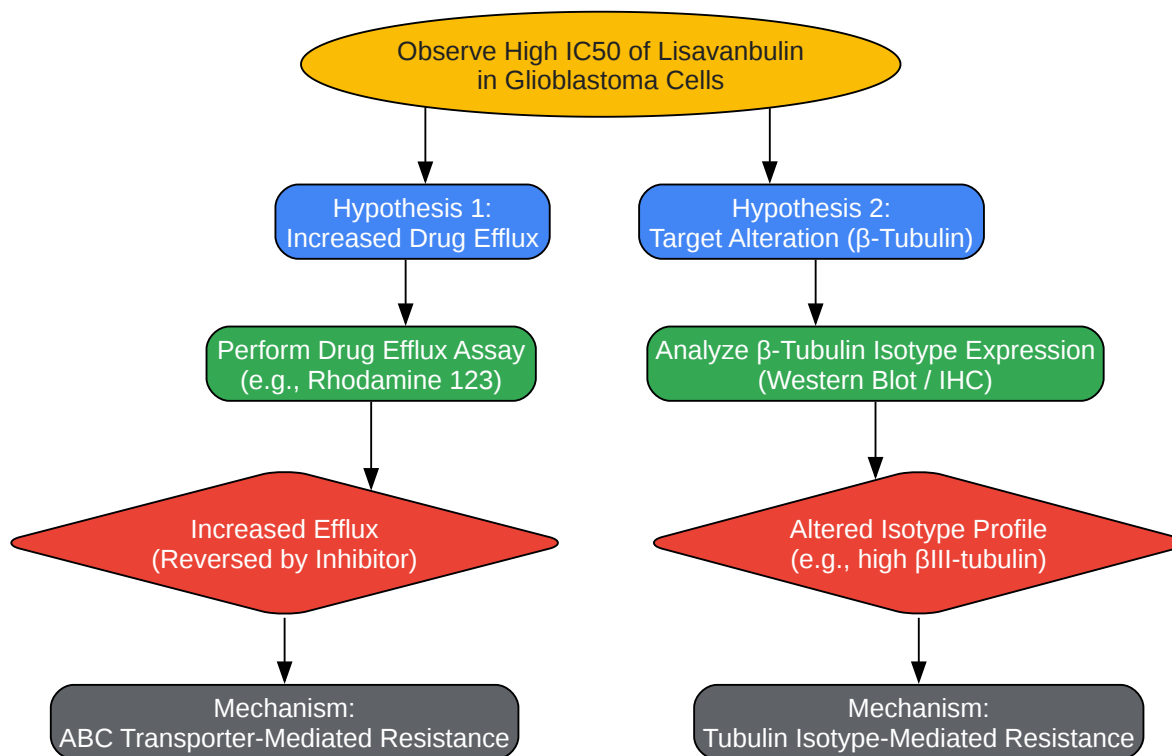 Observe High IC50 of Lisavanbulin
in Glioblastoma Cells
Hypothesis 1:
Increased Drug Efflux
Hypothesis 2:
Target Alteration (β-Tubulin)
Perform Drug Efflux Assay
(e.g., Rhodamine 123)
Analyze β-Tubulin Isotype Expression
(Western Blot / IHC)
Increased Efflux
(Reversed by Inhibitor)
Altered Isotype Profile
(e.g., high βIII-tubulin)
Mechanism:
ABC Transporter-Mediated Resistance
Mechanism:
Tubulin Isotype-Mediated Resistance